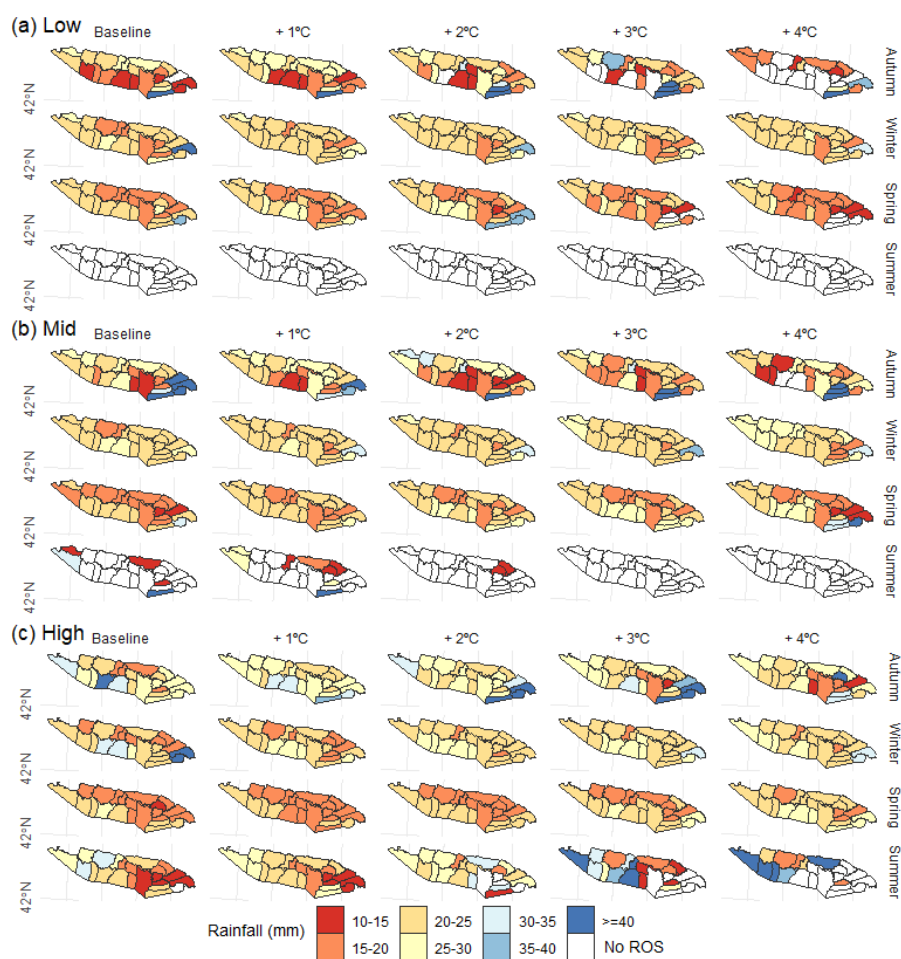 (a) Low
Baseline + 1ºC + 2ºC + 3ºC + 4ºC
42ºN Autumn
42ºN Winter
42ºN Spring
42ºN Summer
(b) Mid
Baseline + 1ºC + 2ºC + 3ºC + 4ºC
42ºN Autumn
42ºN Winter
42ºN Spring
42ºN Summer
(c) High
Baseline + 1ºC + 2ºC + 3ºC + 4ºC
42ºN Autumn
42ºN Winter
42ºN Spring
42ºN Summer
Rainfall (mm) 10-15 20-25 30-35 >=40
15-20 25-30 35-40 No ROS